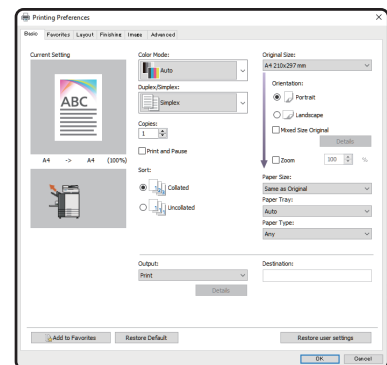 Printing Preferences
Basic Favorites Layout Finishing Image Advanced
Current Setting
ABC
A4 -> A4 (100%)
Color Mode:
Auto
Duplex/Simplex:
Simplex
Copies:
1
Print and Pause
Sort:
Collated
Uncollated
Original Size:
A4 210x297 mm
Orientation:
Portrait
Landscape
Mixed Size Original
Details
Zoom 100 %
Paper Size:
Same as Original
Paper Tray:
Auto
Paper Type:
Any
Output:
Print
Details
Destination:
Add to Favorites Restore Default Restore user settings
OK Cancel